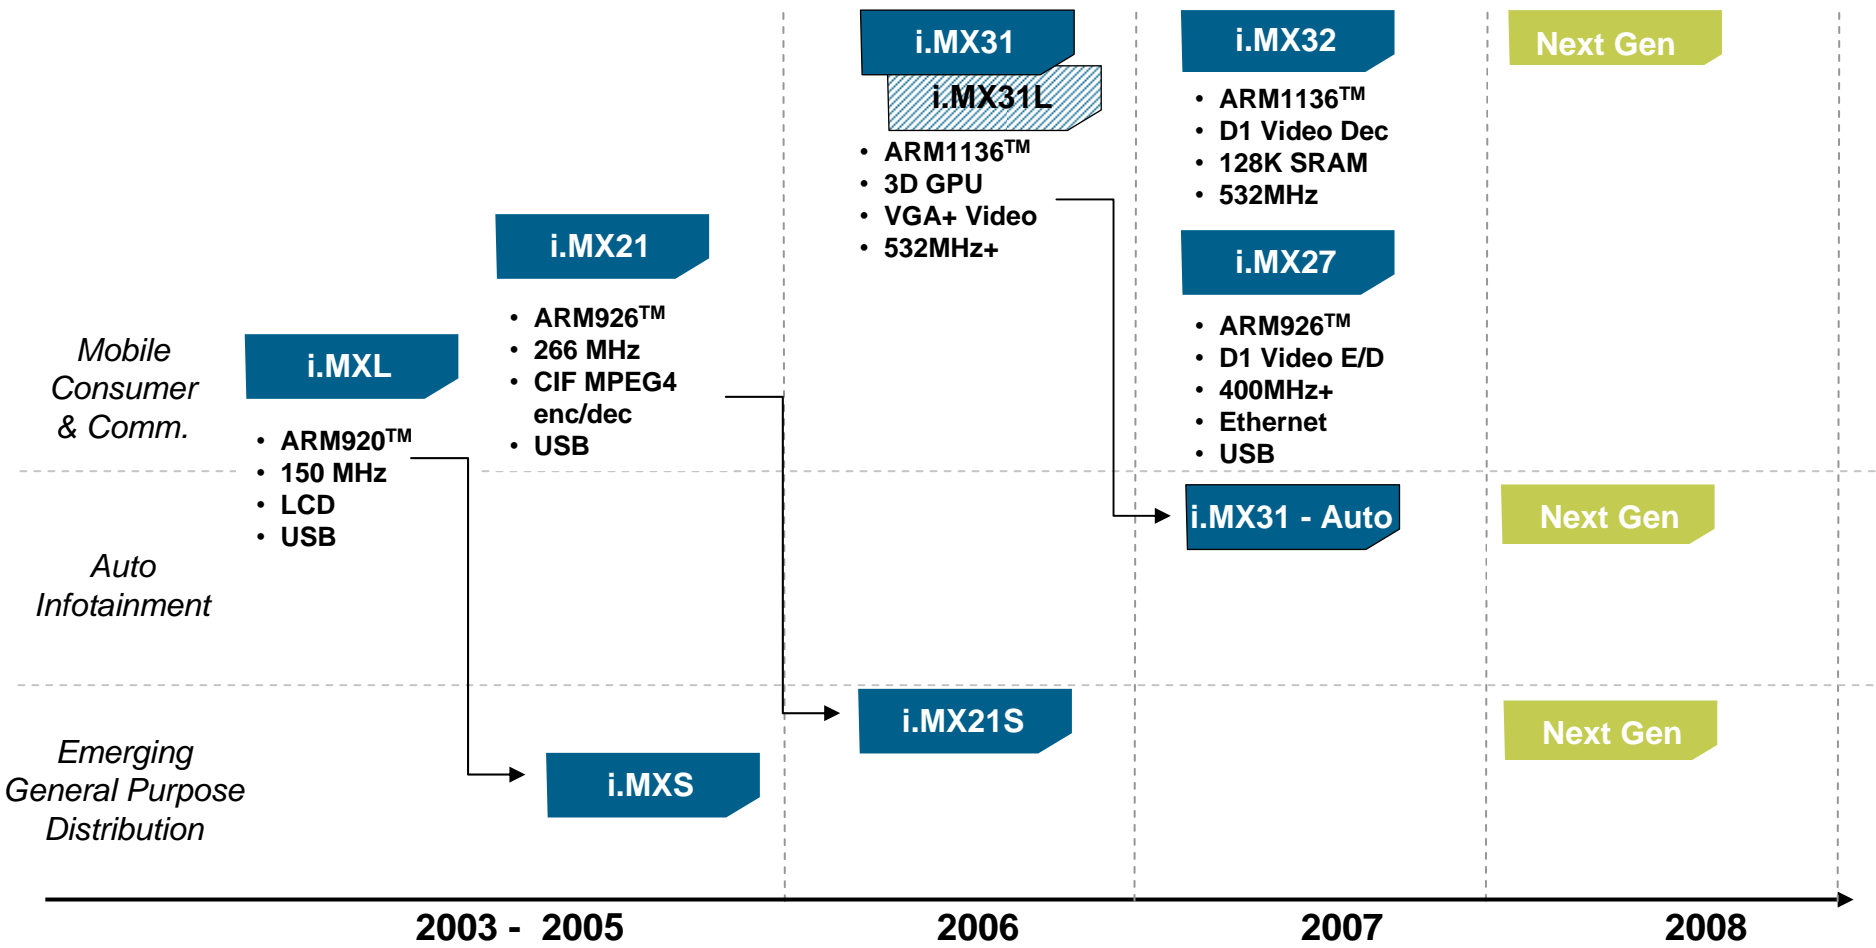 i.MX31
i.MX31L
• ARM1136TM
• 3D GPU
• VGA+ Video
• 532MHz+
i.MX32
• ARM1136TM
• D1 Video Dec
• 128K SRAM
• 532MHz
Next Gen
i.MX21
• ARM926TM
• 266 MHz
• CIF MPEG4
enc/dec
• USB
i.MX27
• ARM926TM
• D1 Video E/D
• 400MHz+
• Ethernet
• USB
Mobile
Consumer
& Comm.
i.MXL
• ARM920TM
• 150 MHz
• LCD
• USB
Auto
Infotainment
i.MX31 - Auto
Next Gen
Emerging
General Purpose
Distribution
i.MXS
i.MX21S
Next Gen
2003 - 2005
2006
2007
2008